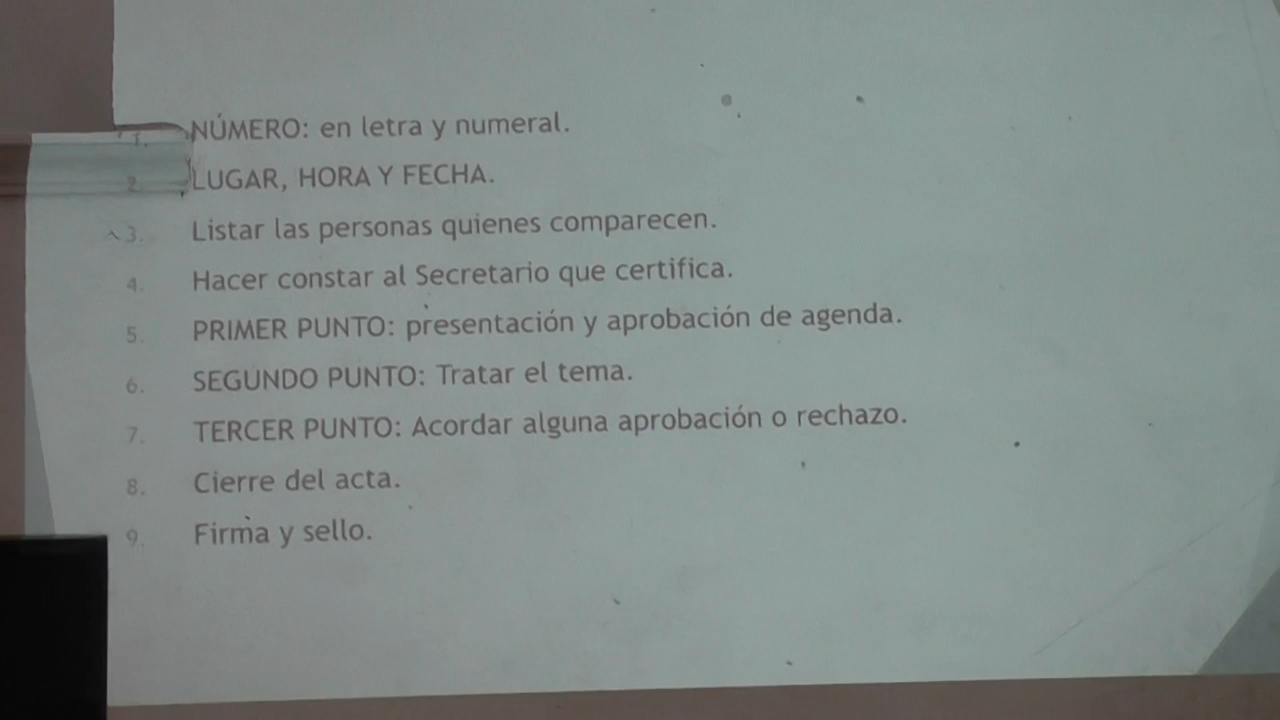 1. NÚMERO: en letra y numeral.
2. LUGAR, HORA Y FECHA.
3. Listar las personas quienes comparecen.
4. Hacer constar al Secretario que certifica.
5. PRIMER PUNTO: presentación y aprobación de agenda.
6. SEGUNDO PUNTO: Tratar el tema.
7. TERCER PUNTO: Acordar alguna aprobación o rechazo.
8. Cierre del acta.
9. Firma y sello.